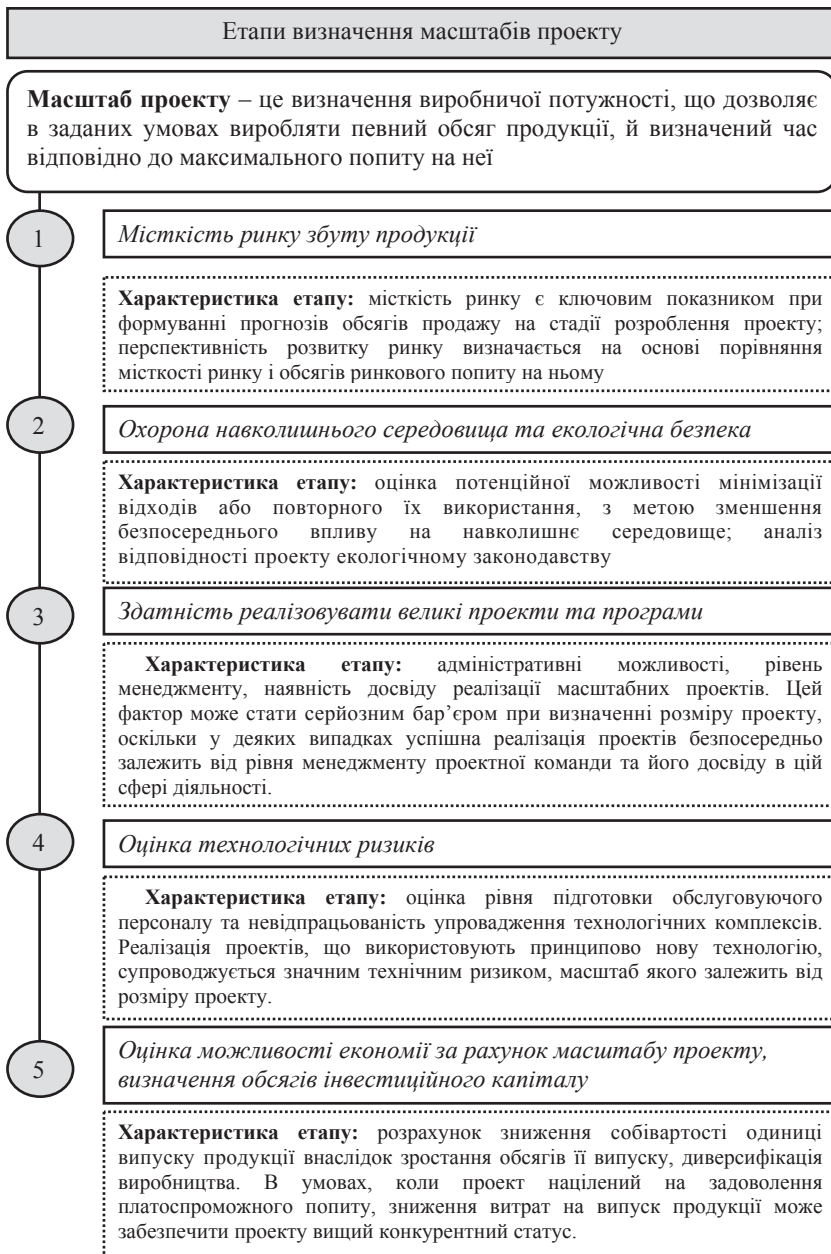 Етапи визначення масштабів проекту
Масштаб проекту – це визначення виробничої потужності, що дозволяє
в заданих умовах виробляти певний обсяг продукції, й визначений час
відповідно до максимального попиту на неї
1
Місткість ринку збуту продукції
Характеристика етапу: місткість ринку є ключовим показником при
формуванні прогнозів обсягів продажу на стадії розроблення проекту;
перспективність розвитку ринку визначається на основі порівняння
місткості ринку і обсягів ринкового попиту на ньому
2
Охорона навколишнього середовища та екологічна безпека
Характеристика етапу: оцінка потенційної можливості мінімізації
відходів або повторного їх використання, з метою зменшення
безпосереднього впливу на навколишнє середовище; аналіз
відповідності проекту екологічному законодавству
3
Здатність реалізовувати великі проекти та програми
Характеристика етапу: адміністративні можливості, рівень
менеджменту, наявність досвіду реалізації масштабних проектів. Цей
фактор може стати серйозним бар’єром при визначенні розміру проекту,
оскільки у деяких випадках успішна реалізація проектів безпосередньо
залежить від рівня менеджменту проектної команди та його досвіду в цій
сфері діяльності.
4
Оцінка технологічних ризиків
Характеристика етапу: оцінка рівня підготовки обслуговуючого
персоналу та невідпрацьованість упровадження технологічних комплексів.
Реалізація проектів, що використовують принципово нову технологію,
супроводжується значним технічним ризиком, масштаб якого залежить від
розміру проекту.
5
Оцінка можливості економії за рахунок масштабу проекту,
визначення обсягів інвестиційного капіталу
Характеристика етапу: розрахунок зниження собівартості одиниці
випуску продукції внаслідок зростання обсягів її випуску, диверсифікація
виробництва. В умовах, коли проект націлений на задоволення
платоспроможного попиту, зниження витрат на випуск продукції може
забезпечити проекту вищий конкурентний статус.